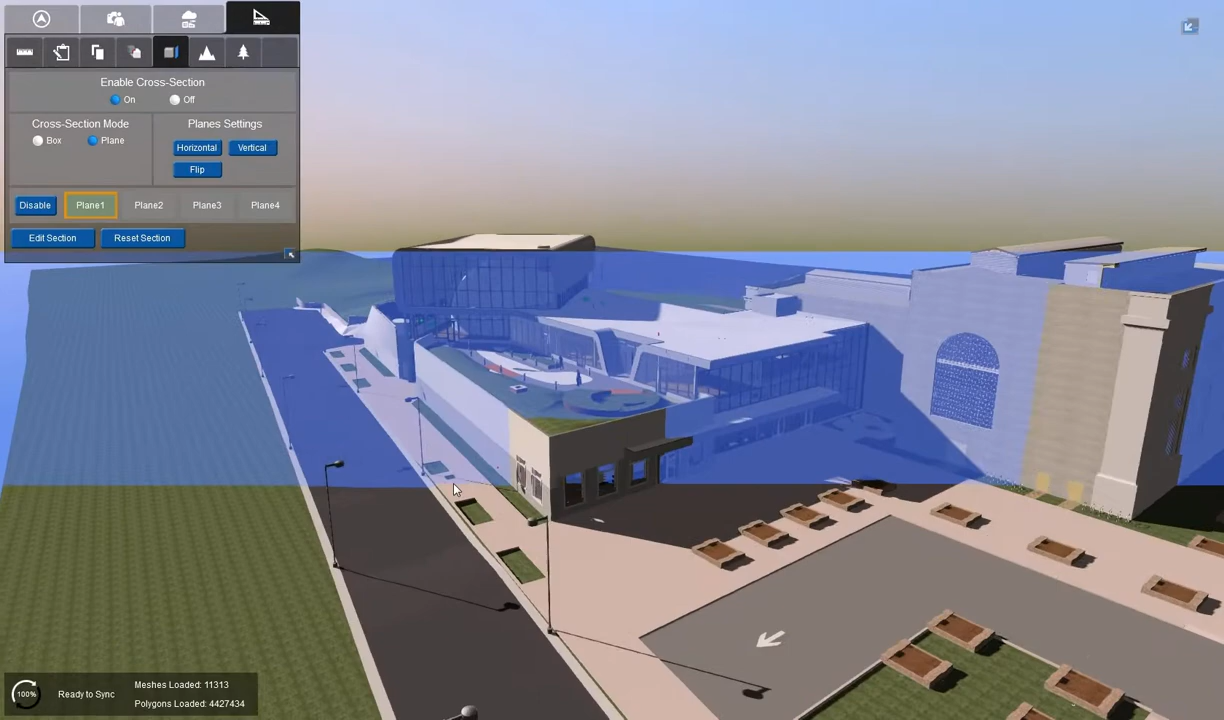 Enable Cross-Section
On Off
Cross-Section Mode
Box Plane
Planes Settings
Horizontal Vertical
Flip
Disable Plane1 Plane2 Plane3 Plane4
Edit Section Reset Section
100%
Ready to Sync
Meshes Loaded: 11313
Polygons Loaded: 4427434